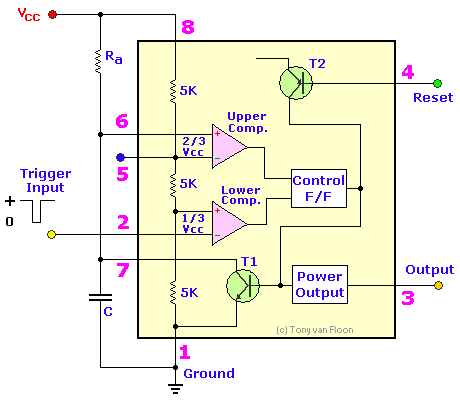 VCC
8
Ra
T2
4
5K
Reset
Upper
Comp.
6
+
2/3
Vcc
-
5
Trigger
Input
5K
Lower
Comp.
Control
F/F
+
0
+
1/3
Vcc
-
2
7
T1
Power
Output
Output
3
5K
C
(c) Tony van Roon
1
Ground